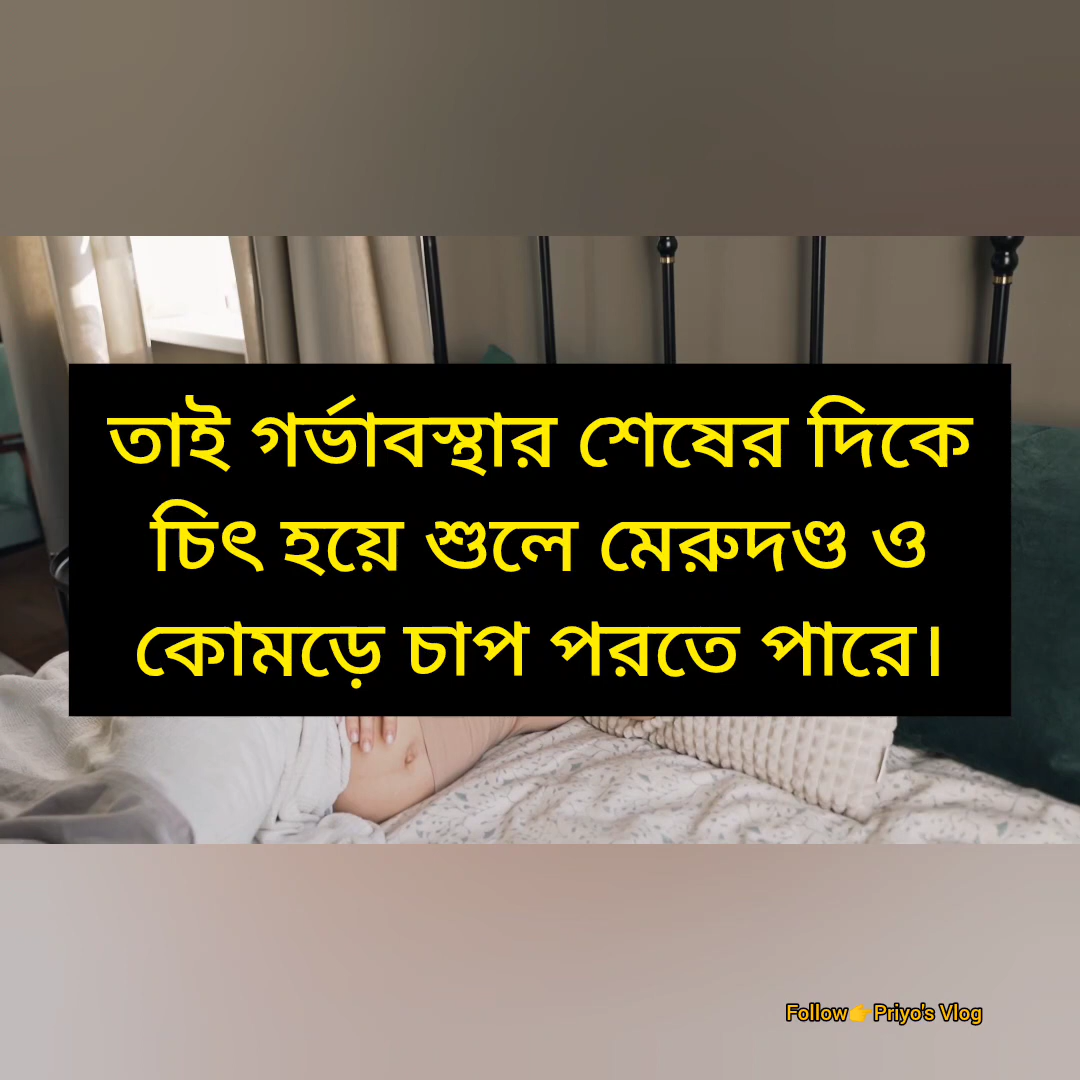 তাই গর্ভাবস্থার শেষের দিকে
চিৎ হয়ে শুলে মেরুদণ্ড ও
কোমড়ে চাপ পরতে পারে।
Follow👉Priyo's Vlog